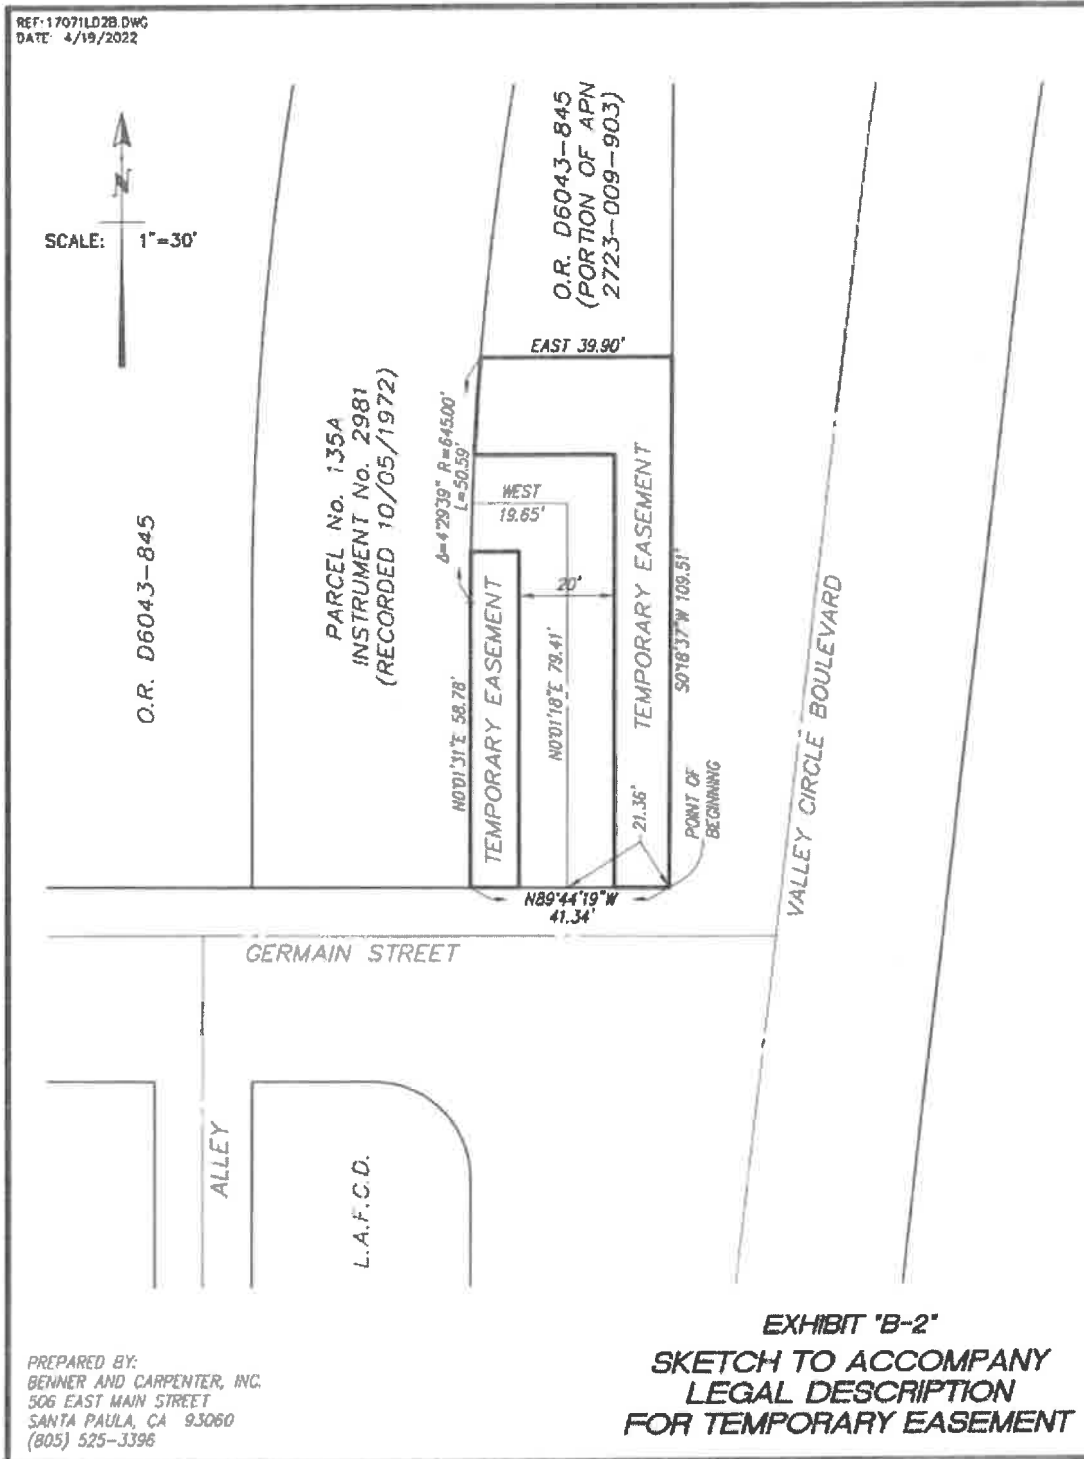 REF: 17071LD2B.DWG
DATE: 4/19/2022
N
SCALE: 1"=30'
O.R. D6043-845
(PORTION OF APN
2723-009-903)
EAST 39.90'
PARCEL No. 135A
INSTRUMENT No. 2981
(RECORDED 10/05/1972)
Δ=4°29'39" R=645.00'
L=50.59'
WEST
19.65'
20'
O.R. D6043-845
N0°01'31"E 58.78'
TEMPORARY EASEMENT
N0°01'18"E 79.41'
TEMPORARY EASEMENT
S0°18'37"W 109.51'
21.36'
POINT OF
BEGINNING
VALLEY CIRCLE BOULEVARD
N89°44'19"W
41.34'
GERMAIN STREET
ALLEY
L.A.F.C.D.
EXHIBIT "B-2"
SKETCH TO ACCOMPANY
LEGAL DESCRIPTION
FOR TEMPORARY EASEMENT
PREPARED BY:
BENNER AND CARPENTER, INC.
506 EAST MAIN STREET
SANTA PAULA, CA 93060
(805) 525-3396